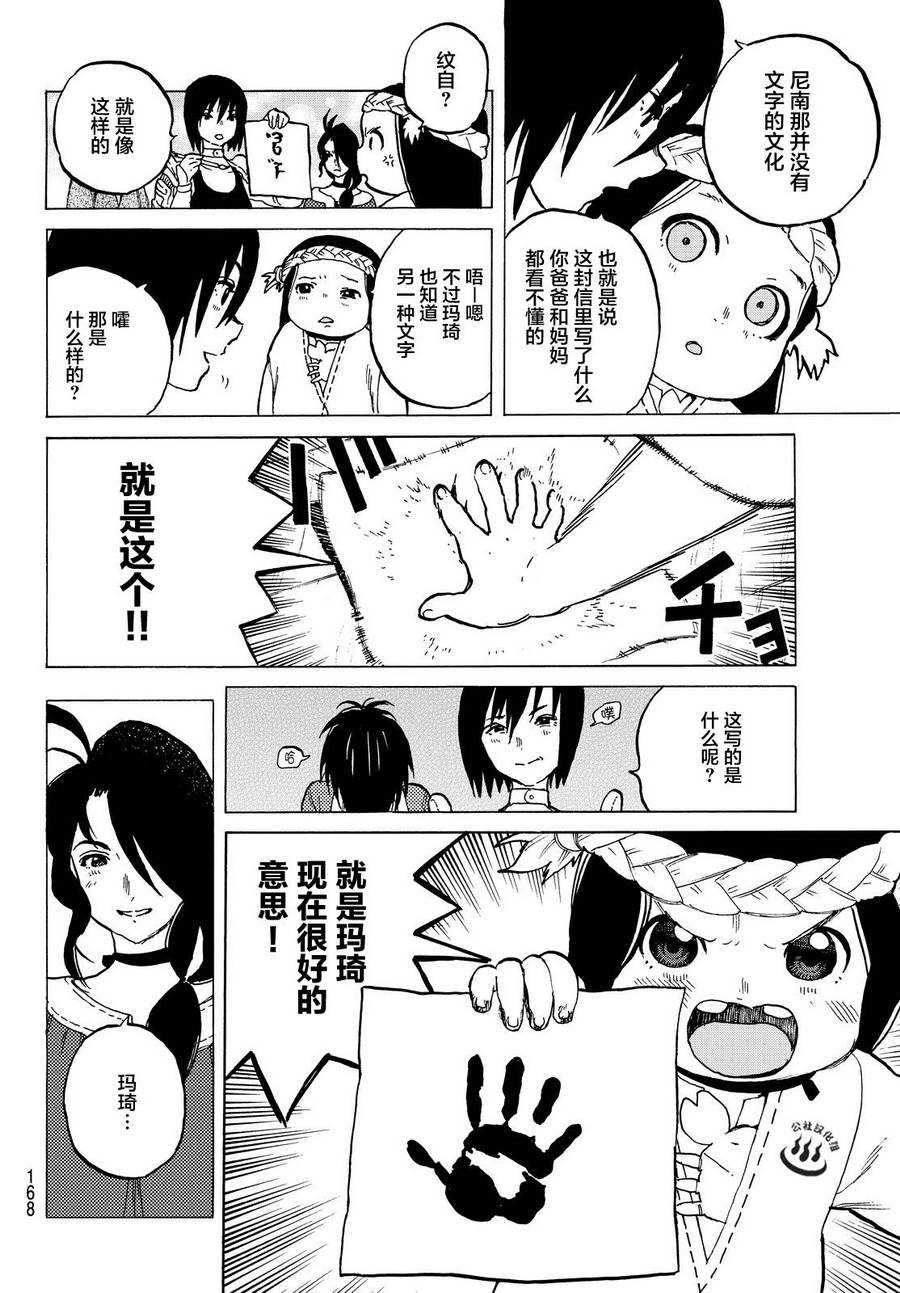 尼南那并没有
文字的文化
也就是说
这封信里写了什么
你爸爸和妈妈
都看不懂的
纹自?
就是像
这样的
唔ー嗯
不过玛琦
也知道
另一种文字
嚯
那是
什么样的?
バババ
就是这个!!
チョ
这写的是
什么呢?
噗
哈
就是玛琦
现在很好的
意思!
玛琦…
公社汉化组
168